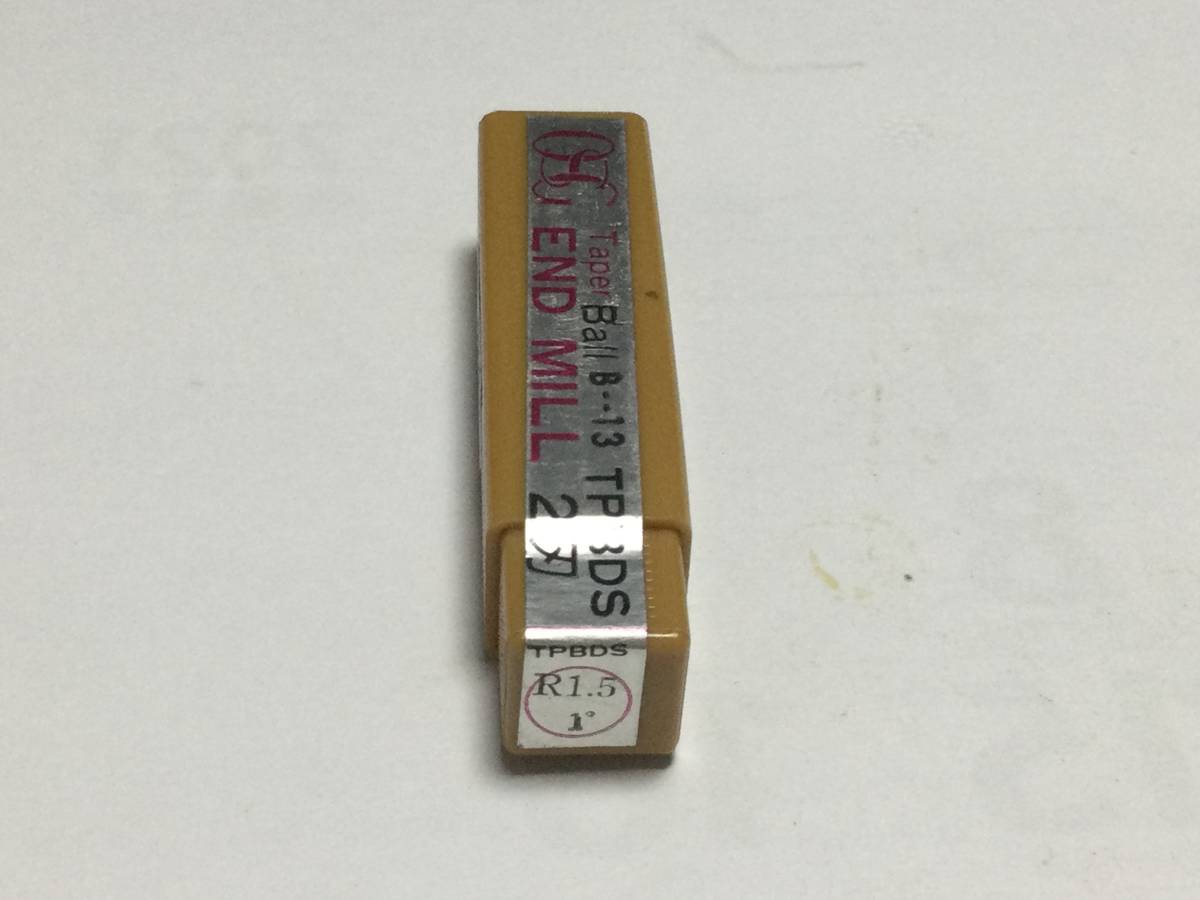 OSG
Taper Ball B--13 TPBDS
END MILL 2刃
TPBDS
R1.5
1°